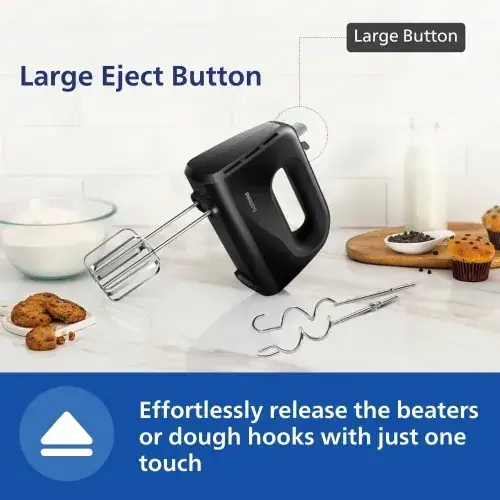 Large Button
Large Eject Button
PHILIPS
Effortlessly release the beaters
or dough hooks with just one
touch